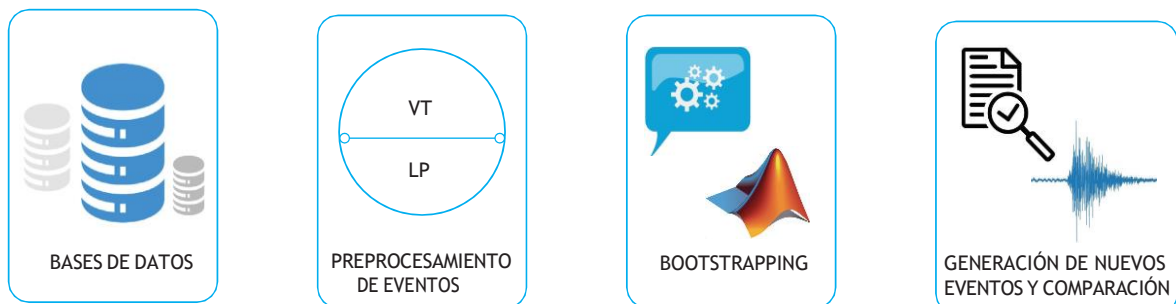 BASES DE DATOS
VT
LP
PREPROCESAMIENTO
DE EVENTOS
BOOTSTRAPPING
GENERACIÓN DE NUEVOS
EVENTOS Y COMPARACIÓN